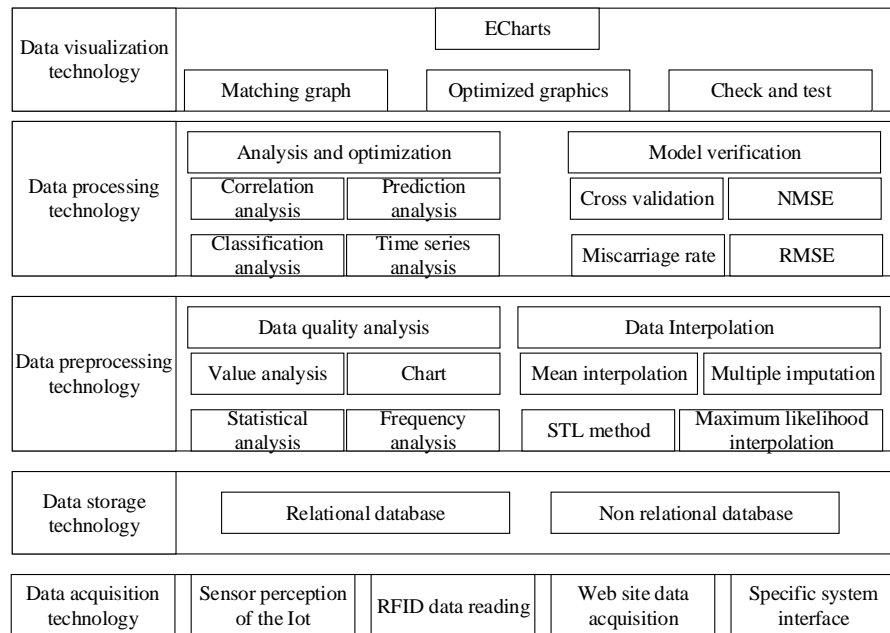 Data visualization
technology
ECharts
Matching graph
Optimized graphics
Check and test
Data processing
technology
Analysis and optimization
Model verification
Correlation
analysis
Prediction
analysis
Cross validation
NMSE
Classification
analysis
Time series
analysis
Miscarriage rate
RMSE
Data preprocessing
technology
Data quality analysis
Data Interpolation
Value analysis
Chart
Mean interpolation
Multiple imputation
Statistical
analysis
Frequency
analysis
STL method
Maximum likelihood
interpolation
Data storage
technology
Relational database
Non relational database
Data acquisition
technology
Sensor perception
of the Iot
RFID data reading
Web site data
acquisition
Specific system
interface